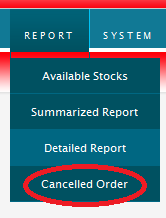 REPORT SYSTEM
Available Stocks
Summarized Report
Detailed Report
Cancelled Order